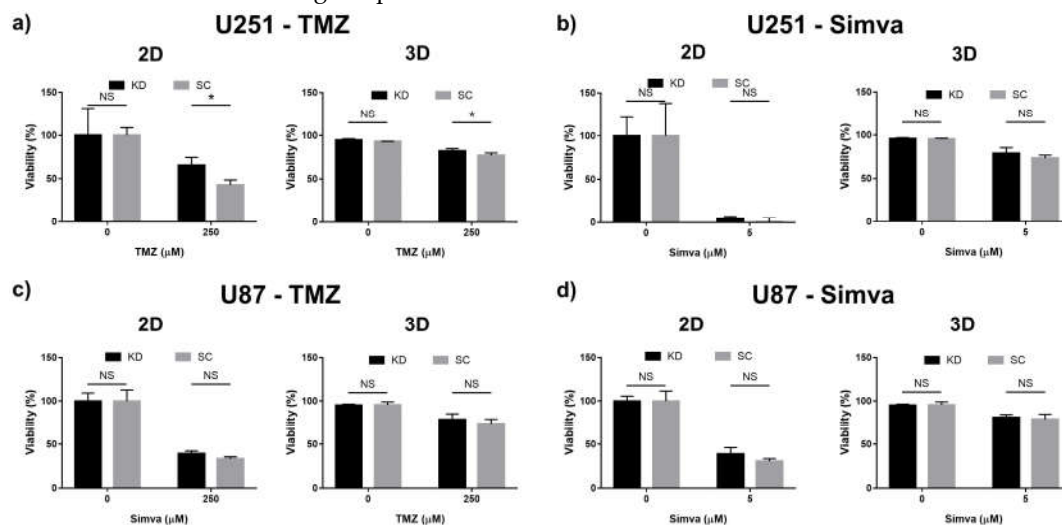 a) U251 - TMZ
2D
KD SC
NS
*
150
100
50
0
Viability (%)
0 250
TMZ (μM)
3D
KD SC
NS
*
150
100
50
0
Viability (%)
0 250
TMZ (μM)
b) U251 - Simva
2D
KD SC
NS NS
150
100
50
0
Viability (%)
0 5
Simva (μM)
3D
KD SC
NS NS
150
100
50
0
Viability (%)
0 5
Simva (μM)
c) U87 - TMZ
2D
KD SC
NS NS
150
100
50
0
Viability (%)
0 250
Simva (μM)
3D
KD SC
NS NS
150
100
50
0
Viability (%)
0 250
TMZ (μM)
d) U87 - Simva
2D
KD SC
NS NS
150
100
50
0
Viability (%)
0 5
Simva (μM)
3D
KD SC
NS NS
150
100
50
0
Viability (%)
0 5
Simva (μM)